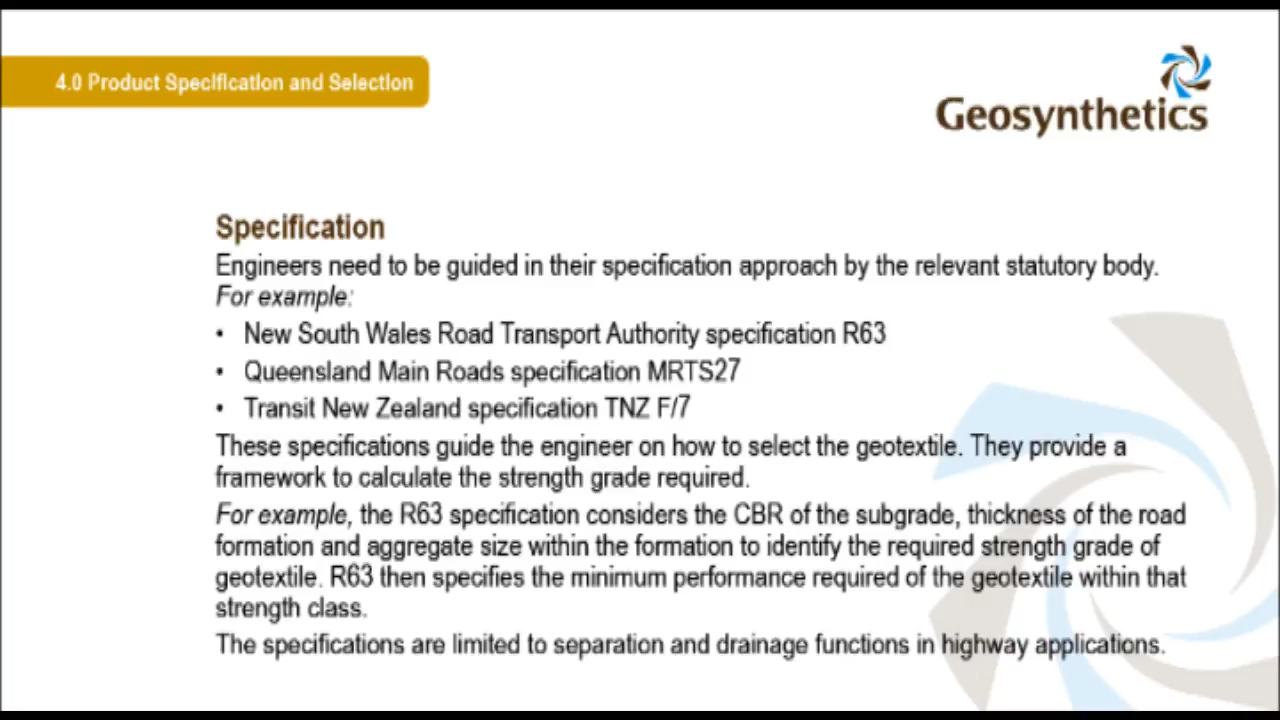 4.0 Product Specification and Selection
Geosynthetics
Specification
Engineers need to be guided in their specification approach by the relevant statutory body.
For example:
• New South Wales Road Transport Authority specification R63
• Queensland Main Roads specification MRTS27
• Transit New Zealand specification TNZ F/7
These specifications guide the engineer on how to select the geotextile. They provide a
framework to calculate the strength grade required.
For example, the R63 specification considers the CBR of the subgrade, thickness of the road
formation and aggregate size within the formation to identify the required strength grade of
geotextile. R63 then specifies the minimum performance required of the geotextile within that
strength class.
The specifications are limited to separation and drainage functions in highway applications.